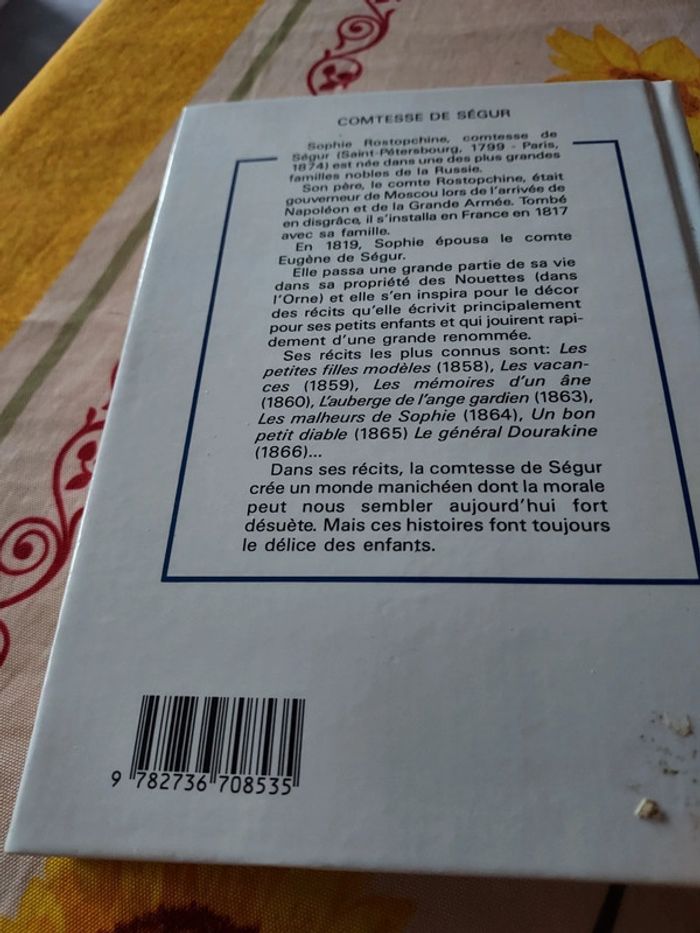 COMTESSE DE SÉGUR
Sophie Rostopchine, comtesse de
Ségur (Saint-Pétersbourg, 1799 - Paris,
1874) est née dans une des plus grandes
familles nobles de la Russie.
Son père, le comte Rostopchine, était
gouverneur de Moscou lors de l'arrivée de
Napoléon et de la Grande Armée. Tombé
en disgrâce, il s'installa en France en 1817
avec sa famille.
En 1819, Sophie épousa le comte
Eugène de Ségur.
Elle passa une grande partie de sa vie
dans sa propriété des Nouettes (dans
l'Orne) et elle s'en inspira pour le décor
des récits qu'elle écrivit principalement
pour ses petits enfants et qui jouirent rapi-
dement d'une grande renommée.
Ses récits les plus connus sont: Les
petites filles modèles (1858), Les vacan-
ces (1859), Les mémoires d'un âne
(1860), L'auberge de l'ange gardien (1863),
Les malheurs de Sophie (1864), Un bon
petit diable (1865) Le général Dourakine
(1866)...
Dans ses récits, la comtesse de Ségur
crée un monde manichéen dont la morale
peut nous sembler aujourd'hui fort
désuète. Mais ces histoires font toujours
le délice des enfants.
9 782736 708535